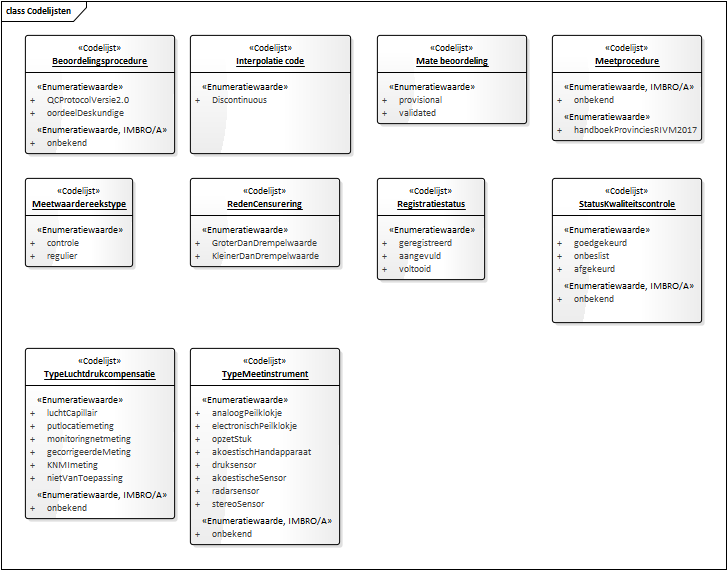 class Codelijsten
«Codelijst»
Beoordelingsprocedure
«Enumeratiewaarde»
+ QCProtocolVersie2.0
+ oordeelDeskundige
«Enumeratiewaarde, IMBRO/A»
+ onbekend
«Codelijst»
Interpolatie code
«Enumeratiewaarde»
+ Discontinuous
«Codelijst»
Mate beoordeling
«Enumeratiewaarde»
+ provisional
+ validated
«Codelijst»
Meetprocedure
«Enumeratiewaarde, IMBRO/A»
+ onbekend
«Enumeratiewaarde»
+ handboekProvinciesRIVM2017
«Codelijst»
Meetwaardereekstype
«Enumeratiewaarde»
+ controle
+ regulier
«Codelijst»
RedenCensurering
«Enumeratiewaarde»
+ GroterDanDrempelwaarde
+ KleinerDanDrempelwaarde
«Codelijst»
Registratiestatus
«Enumeratiewaarde»
+ geregistreerd
+ aangevuld
+ voltooid
«Codelijst»
StatusKwaliteitscontrole
«Enumeratiewaarde»
+ goedgekeurd
+ onbeslist
+ afgekeurd
«Enumeratiewaarde, IMBRO/A»
+ onbekend
«Codelijst»
TypeLuchtdrukcompensatie
«Enumeratiewaarde»
+ luchtCapillair
+ putlocatiemeting
+ monitoringnetmeting
+ gecorrigeerdeMeting
+ KNMImeting
+ nietVanToepassing
«Enumeratiewaarde, IMBRO/A»
+ onbekend
«Codelijst»
TypeMeetinstrument
«Enumeratiewaarde»
+ analoogPeilklokje
+ electronischPeilklokje
+ opzetStuk
+ akoestischHandapparaat
+ druksensor
+ akoestischeSensor
+ radarsensor
+ stereoSensor
«Enumeratiewaarde, IMBRO/A»
+ onbekend